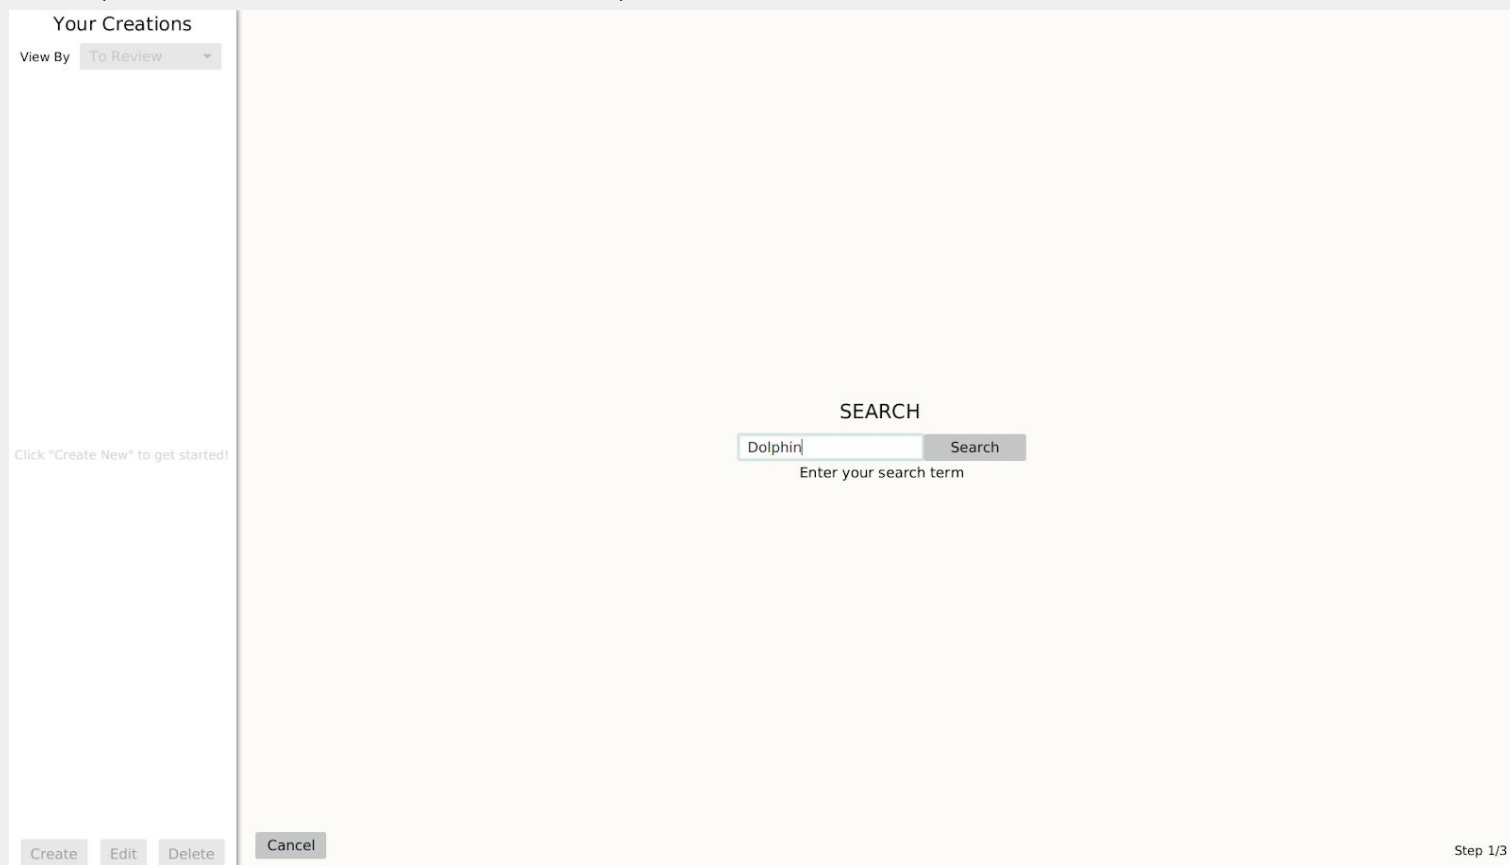 Your Creations
View By To Review
Click "Create New" to get started!
Create Edit Delete
SEARCH
Dolphin Search
Enter your search term
Cancel
Step 1/3